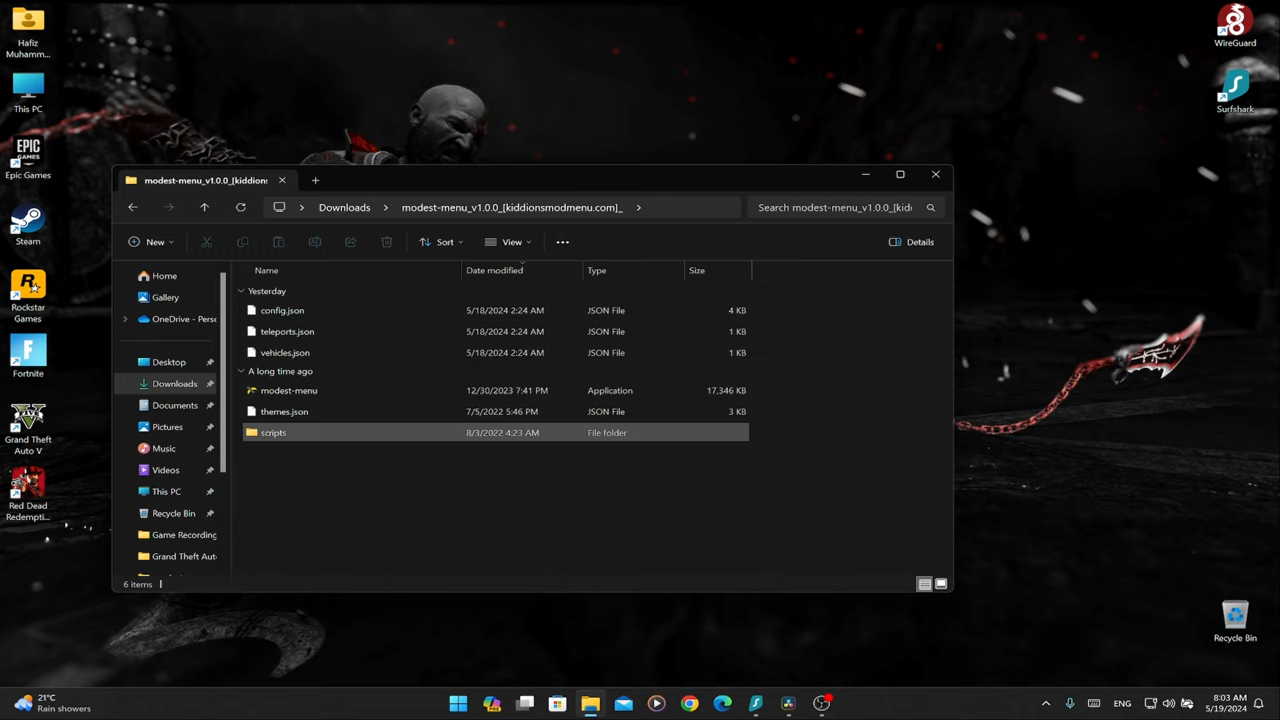 Hafiz
Muhamm...
This PC
Epic Games
Steam
Rockstar
Games
Fortnite
Grand Theft
Auto V
Red Dead
Redempti...
WireGuard
Surfshark
Recycle Bin
EPIC
GAMES
modest-menu_v1.0.0_[kiddions
Downloads
modest-menu_v1.0.0_[kiddionsmodmenu.com]_
Search modest-menu_v1.0.0_[kidc
New
Sort
View
Details
Name
Date modified
Type
Size
Home
Gallery
OneDrive - Perso
Desktop
Downloads
Documents
Pictures
Music
Videos
This PC
Recycle Bin
Game Recording
Grand Theft Aut
Yesterday
config.json 5/18/2024 2:24 AM JSON File 4 KB
teleports.json 5/18/2024 2:24 AM JSON File 1 KB
vehicles.json 5/18/2024 2:24 AM JSON File 1 KB
A long time ago
modest-menu 12/30/2023 7:41 PM Application 17,346 KB
themes.json 7/5/2022 5:46 PM JSON File 3 KB
scripts 8/3/2022 4:23 AM File folder
6 items
21°C
Rain showers
ENG
8:03 AM
5/19/2024